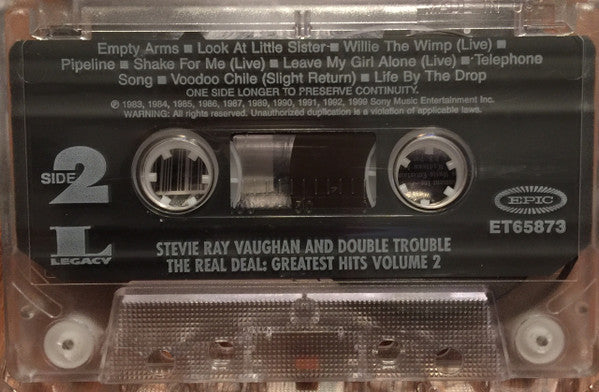 Empty Arms ■ Look At Little Sister ■ Willie The Wimp (Live) ■
Pipeline ■ Shake For Me (Live) ■ Leave My Girl Alone (Live) ■ Telephone
Song ■ Voodoo Chile (Slight Return) ■ Life By The Drop
ONE SIDE LONGER TO PRESERVE CONTINUITY.
℗ 1983, 1984, 1985, 1986, 1987, 1989, 1990, 1991, 1992, 1999 Sony Music Entertainment Inc.
WARNING: All rights reserved. Unauthorized duplication is a violation of applicable laws.
SIDE 2
EPIC
ET65873
L
LEGACY
STEVIE RAY VAUGHAN AND DOUBLE TROUBLE
THE REAL DEAL: GREATEST HITS VOLUME 2